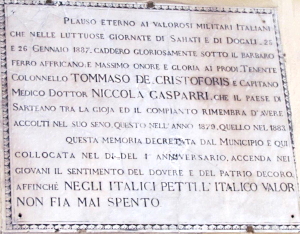 Plauso eterno ai valorosi militari Italiani
che nelle luttuose giornate di Sahati e di Dogali, 25
e 26 Gennaio 1887, caddero gloriosamente sotto il barbaro
ferro affricano; e massimo onore e gloria ai prodi: Tenente
Colonnello TOMMASO DE CRISTOFORIS e Capitano
Medico Dottor NICCOLA GASPARRI, che il paese di
Sarteano tra la gioja ed il compianto rimembra d'avere
accolti nel suo seno, questo nell'anno 1879, quello nel 1883
Questa memoria decretata dal Municipio e qui
collocata nel dì del 1° anniversario, accenda nei
giovani il sentimento del dovere e del patrio decoro,
affinchè NEGLI ITALICI PETTI L'ITALICO VALOR
NON FIA MAI SPENTO